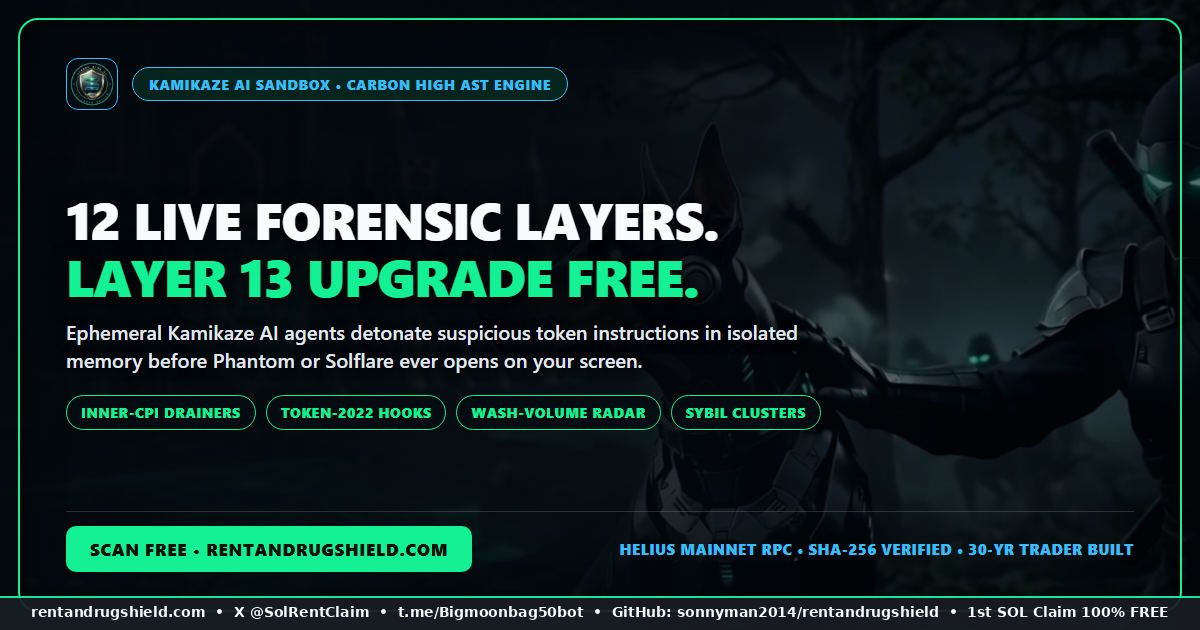 KAMIKAZE AI SANDBOX • CARBON HIGH AST ENGINE
12 LIVE FORENSIC LAYERS.
LAYER 13 UPGRADE FREE.
Ephemeral Kamikaze AI agents detonate suspicious token instructions in isolated
memory before Phantom or Solflare ever opens on your screen.
INNER-CPI DRAINERS
TOKEN-2022 HOOKS
WASH-VOLUME RADAR
SYBIL CLUSTERS
SCAN FREE • RENTANDRUGSHIELD.COM
HELIUS MAINNET RPC • SHA-256 VERIFIED • 30-YR TRADER BUILT
rentandrugshield.com • X @SolRentClaim • t.me/Bigmoonbag50bot • GitHub: sonnyman2014/rentandrugshield • 1st SOL Claim 100% FREE